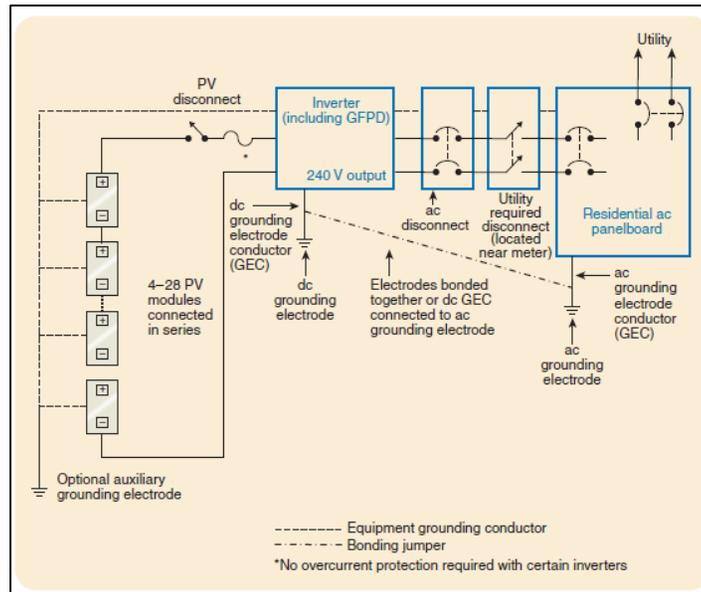 Utility
PV
disconnect
*
Inverter
(including GFPD)
240 V output
dc
grounding
electrode
conductor
(GEC)
ac
disconnect
Utility
required
disconnect
(located
near meter)
Residential ac
panelboard
+
−
+
−
+
−
+
−
4–28 PV
modules
connected
in series
dc
grounding
electrode
Electrodes bonded
together or dc GEC
connected to ac
grounding electrode
ac
grounding
electrode
conductor
(GEC)
ac
grounding
electrode
Optional auxiliary
grounding electrode
Equipment grounding conductor
Bonding jumper
*No overcurrent protection required with certain inverters